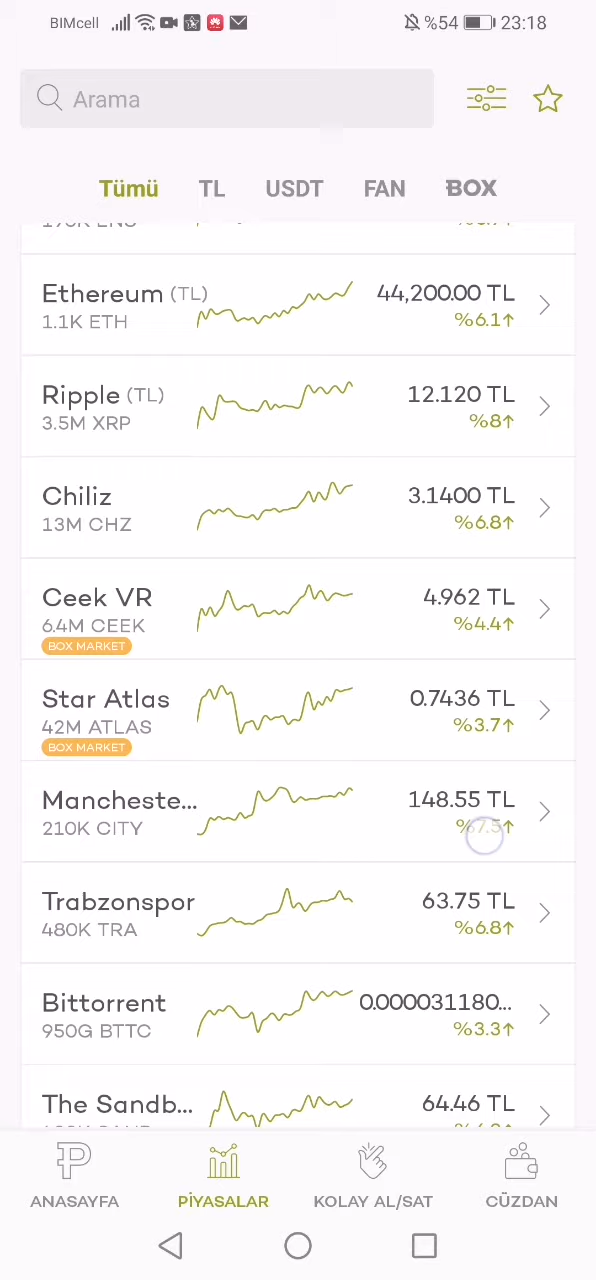 BIMcell %54 23:18
Arama
Tümü TL USDT FAN BOX
Ethereum (TL) 44,200.00 TL
1.1K ETH %6.1↑
Ripple (TL) 12.120 TL
3.5M XRP %8↑
Chiliz 3.1400 TL
13M CHZ %6.8↑
Ceek VR 4.962 TL
6.4M CEEK %4.4↑
BOX MARKET
Star Atlas 0.7436 TL
42M ATLAS %3.7↑
BOX MARKET
Mancheste... 148.55 TL
210K CITY %7.5↑
Trabzonspor 63.75 TL
480K TRA %6.8↑
Bittorrent 0.000031180...
950G BTTC %3.3↑
The Sandb... 64.46 TL
ANASAYFA PİYASALAR KOLAY AL/SAT CÜZDAN